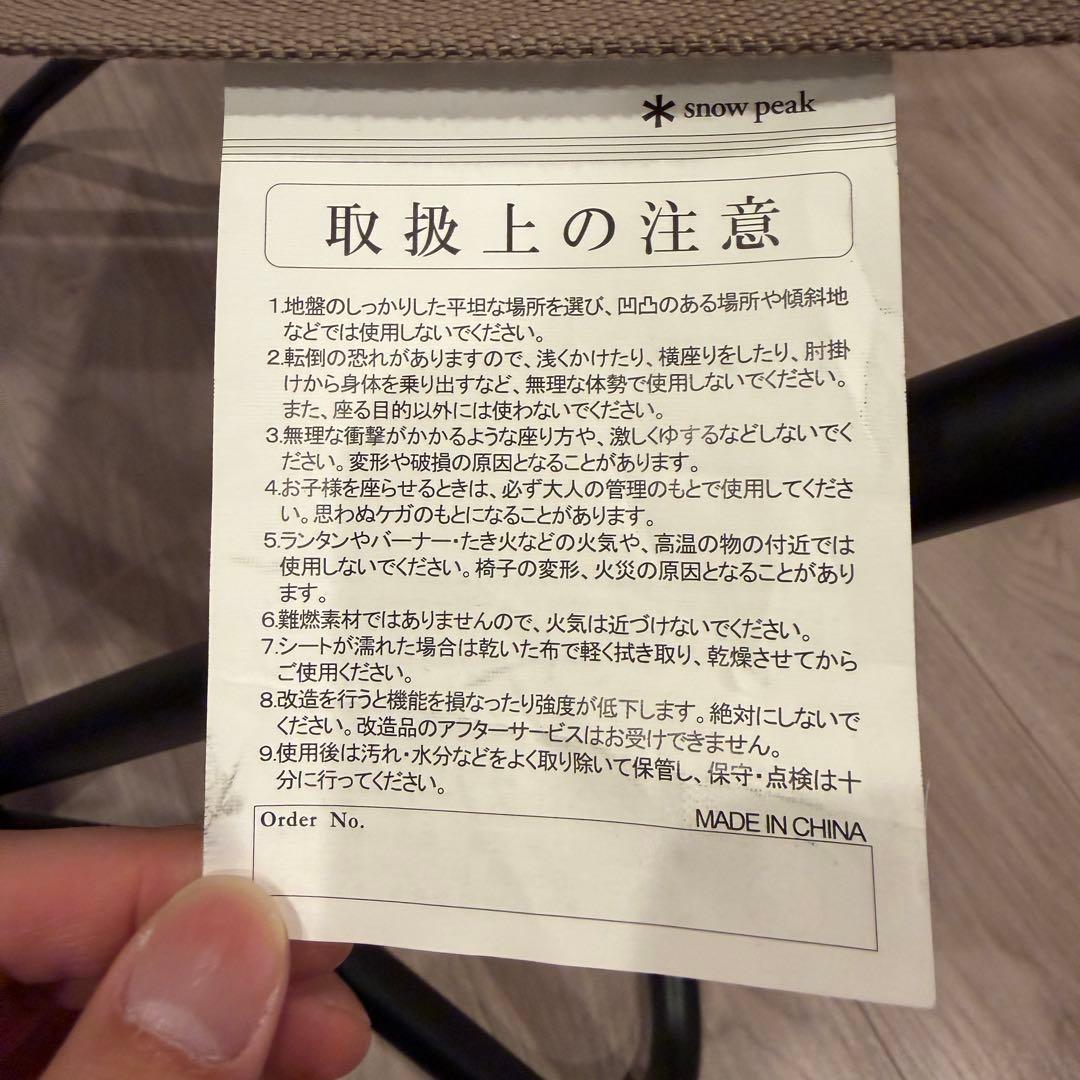 snow peak
取扱上の注意
1.地盤のしっかりした平坦な場所を選び、凹凸のある場所や傾斜地
などでは使用しないでください。
2.転倒の恐れがありますので、浅くかけたり、横座りをしたり、肘掛
けから身体を乗り出すなど、無理な体勢で使用しないでください。
また、座る目的以外には使わないでください。
3.無理な衝撃がかかるような座り方や、激しくゆするなどしないでく
ださい。変形や破損の原因となることがあります。
4.お子様を座らせるときは、必ず大人の管理のもとで使用してくださ
い。思わぬケガのもとになることがあります。
5.ランタンやバーナー・たき火などの火気や、高温の物の付近では
使用しないでください。椅子の変形、火災の原因となることがあり
ます。
6.難燃素材ではありませんので、火気は近づけないでください。
7.シートが濡れた場合は乾いた布で軽く拭き取り、乾燥させてから
ご使用ください。
8.改造を行うと機能を損なったり強度が低下します。絶対にしないで
ください。改造品のアフターサービスはお受けできません。
9.使用後は汚れ・水分などをよく取り除いて保管し、保守・点検は十
分に行ってください。
Order No.
MADE IN CHINA